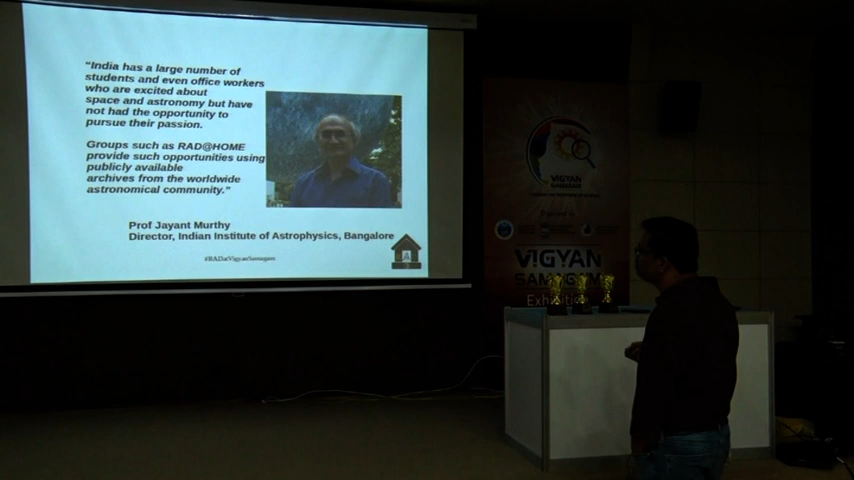 "India has a large number of
students and even office workers
who are excited about
space and astronomy but have
not had the opportunity to
pursue their passion.
Groups such as RAD@HOME
provide such opportunities using
publicly available
archives from the worldwide
astronomical community."
Prof Jayant Murthy
Director, Indian Institute of Astrophysics, Bangalore
#RADatVigyanSamagam
A
VIGYAN
SAMAGAM
VIGYAN
SAMAGAM
Exhibition